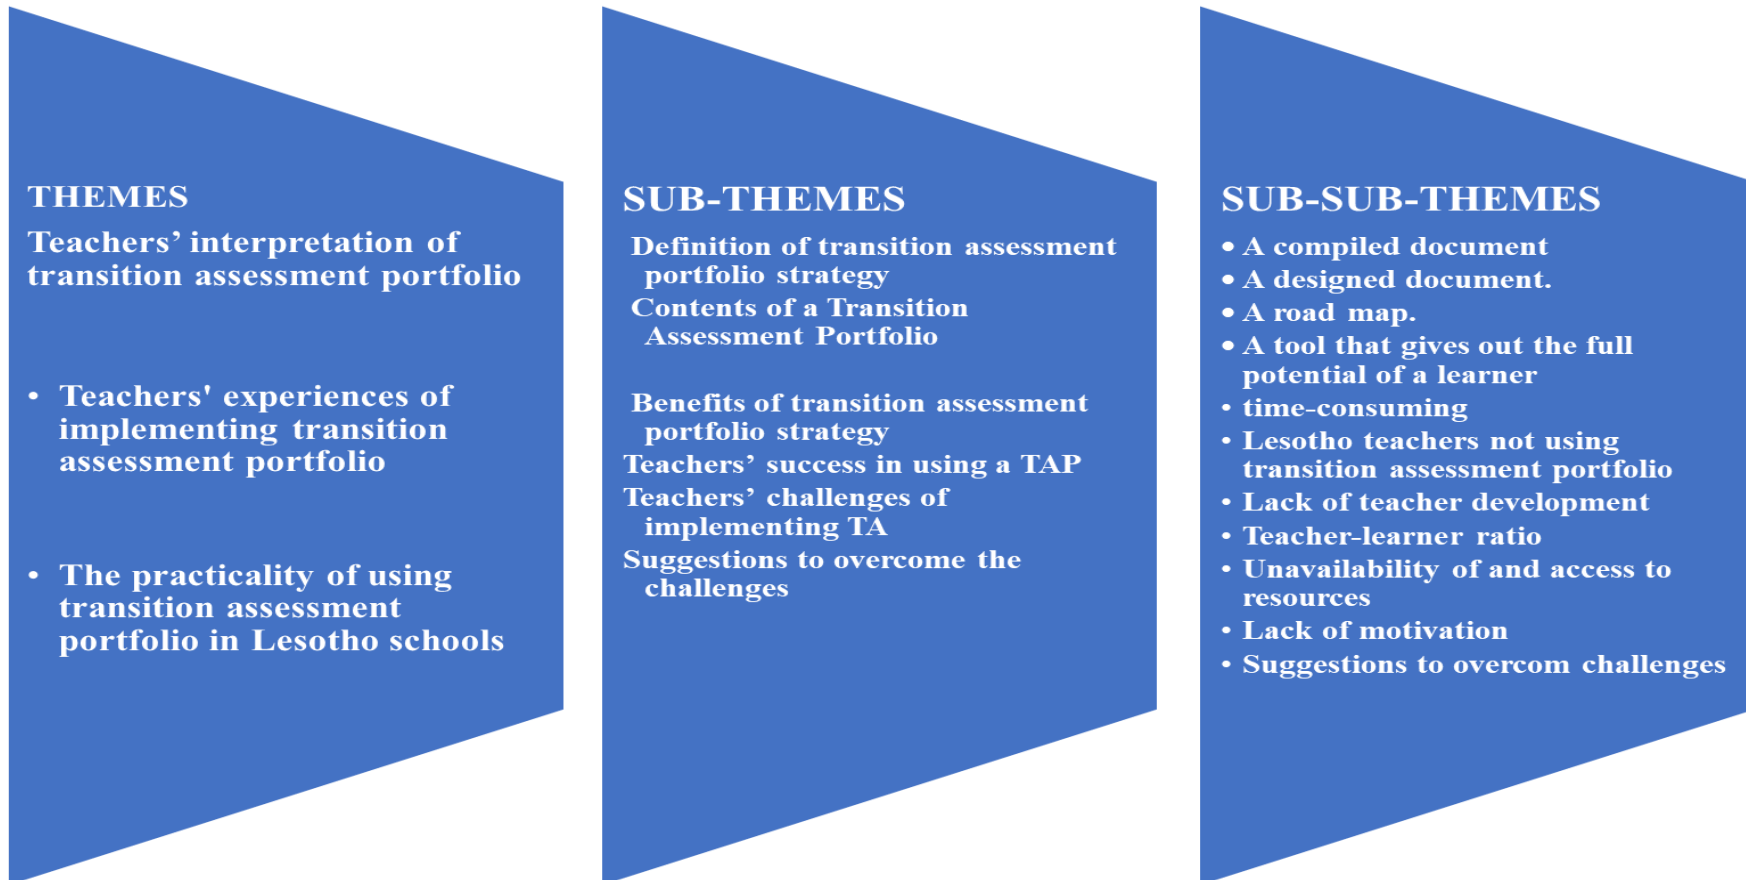 THEMES
Teachers’ interpretation of
transition assessment portfolio
• Teachers' experiences of
implementing transition
assessment portfolio
• The practicality of using
transition assessment
portfolio in Lesotho schools
SUB-THEMES
Definition of transition assessment
portfolio strategy
Contents of a Transition
Assessment Portfolio
Benefits of transition assessment
portfolio strategy
Teachers’ success in using a TAP
Teachers’ challenges of
implementing TA
Suggestions to overcome the
challenges
SUB-SUB-THEMES
• A compiled document
• A designed document.
• A road map.
• A tool that gives out the full
potential of a learner
• time-consuming
• Lesotho teachers not using
transition assessment portfolio
• Lack of teacher development
• Teacher-learner ratio
• Unavailability of and access to
resources
• Lack of motivation
• Suggestions to overcom challenges